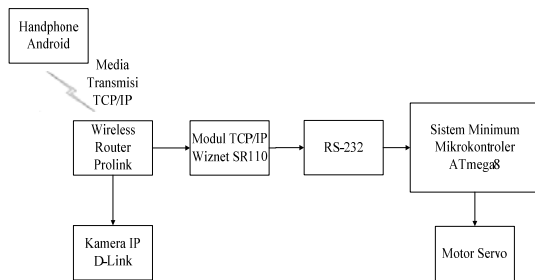 Handphone
Android
Media
Transmisi
TCP/IP
Wireless
Router
Prolink
Modul TCP/IP
Wiznet SR110
RS-232
Sistem Minimum
Mikrokontroler
ATmega8
Kamera IP
D-Link
Motor Servo